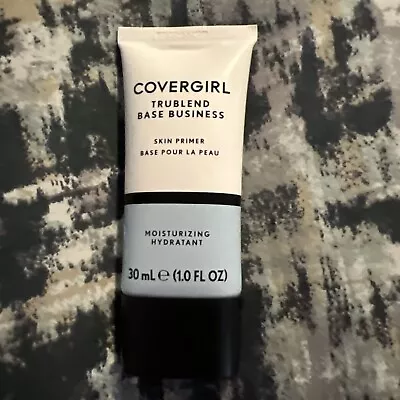 COVERGIRL
TRUBLEND
BASE BUSINESS
SKIN PRIMER
BASE POUR LA PEAU
MOISTURIZING
HYDRATANT
30 mL ℮ (1.0 FL OZ)